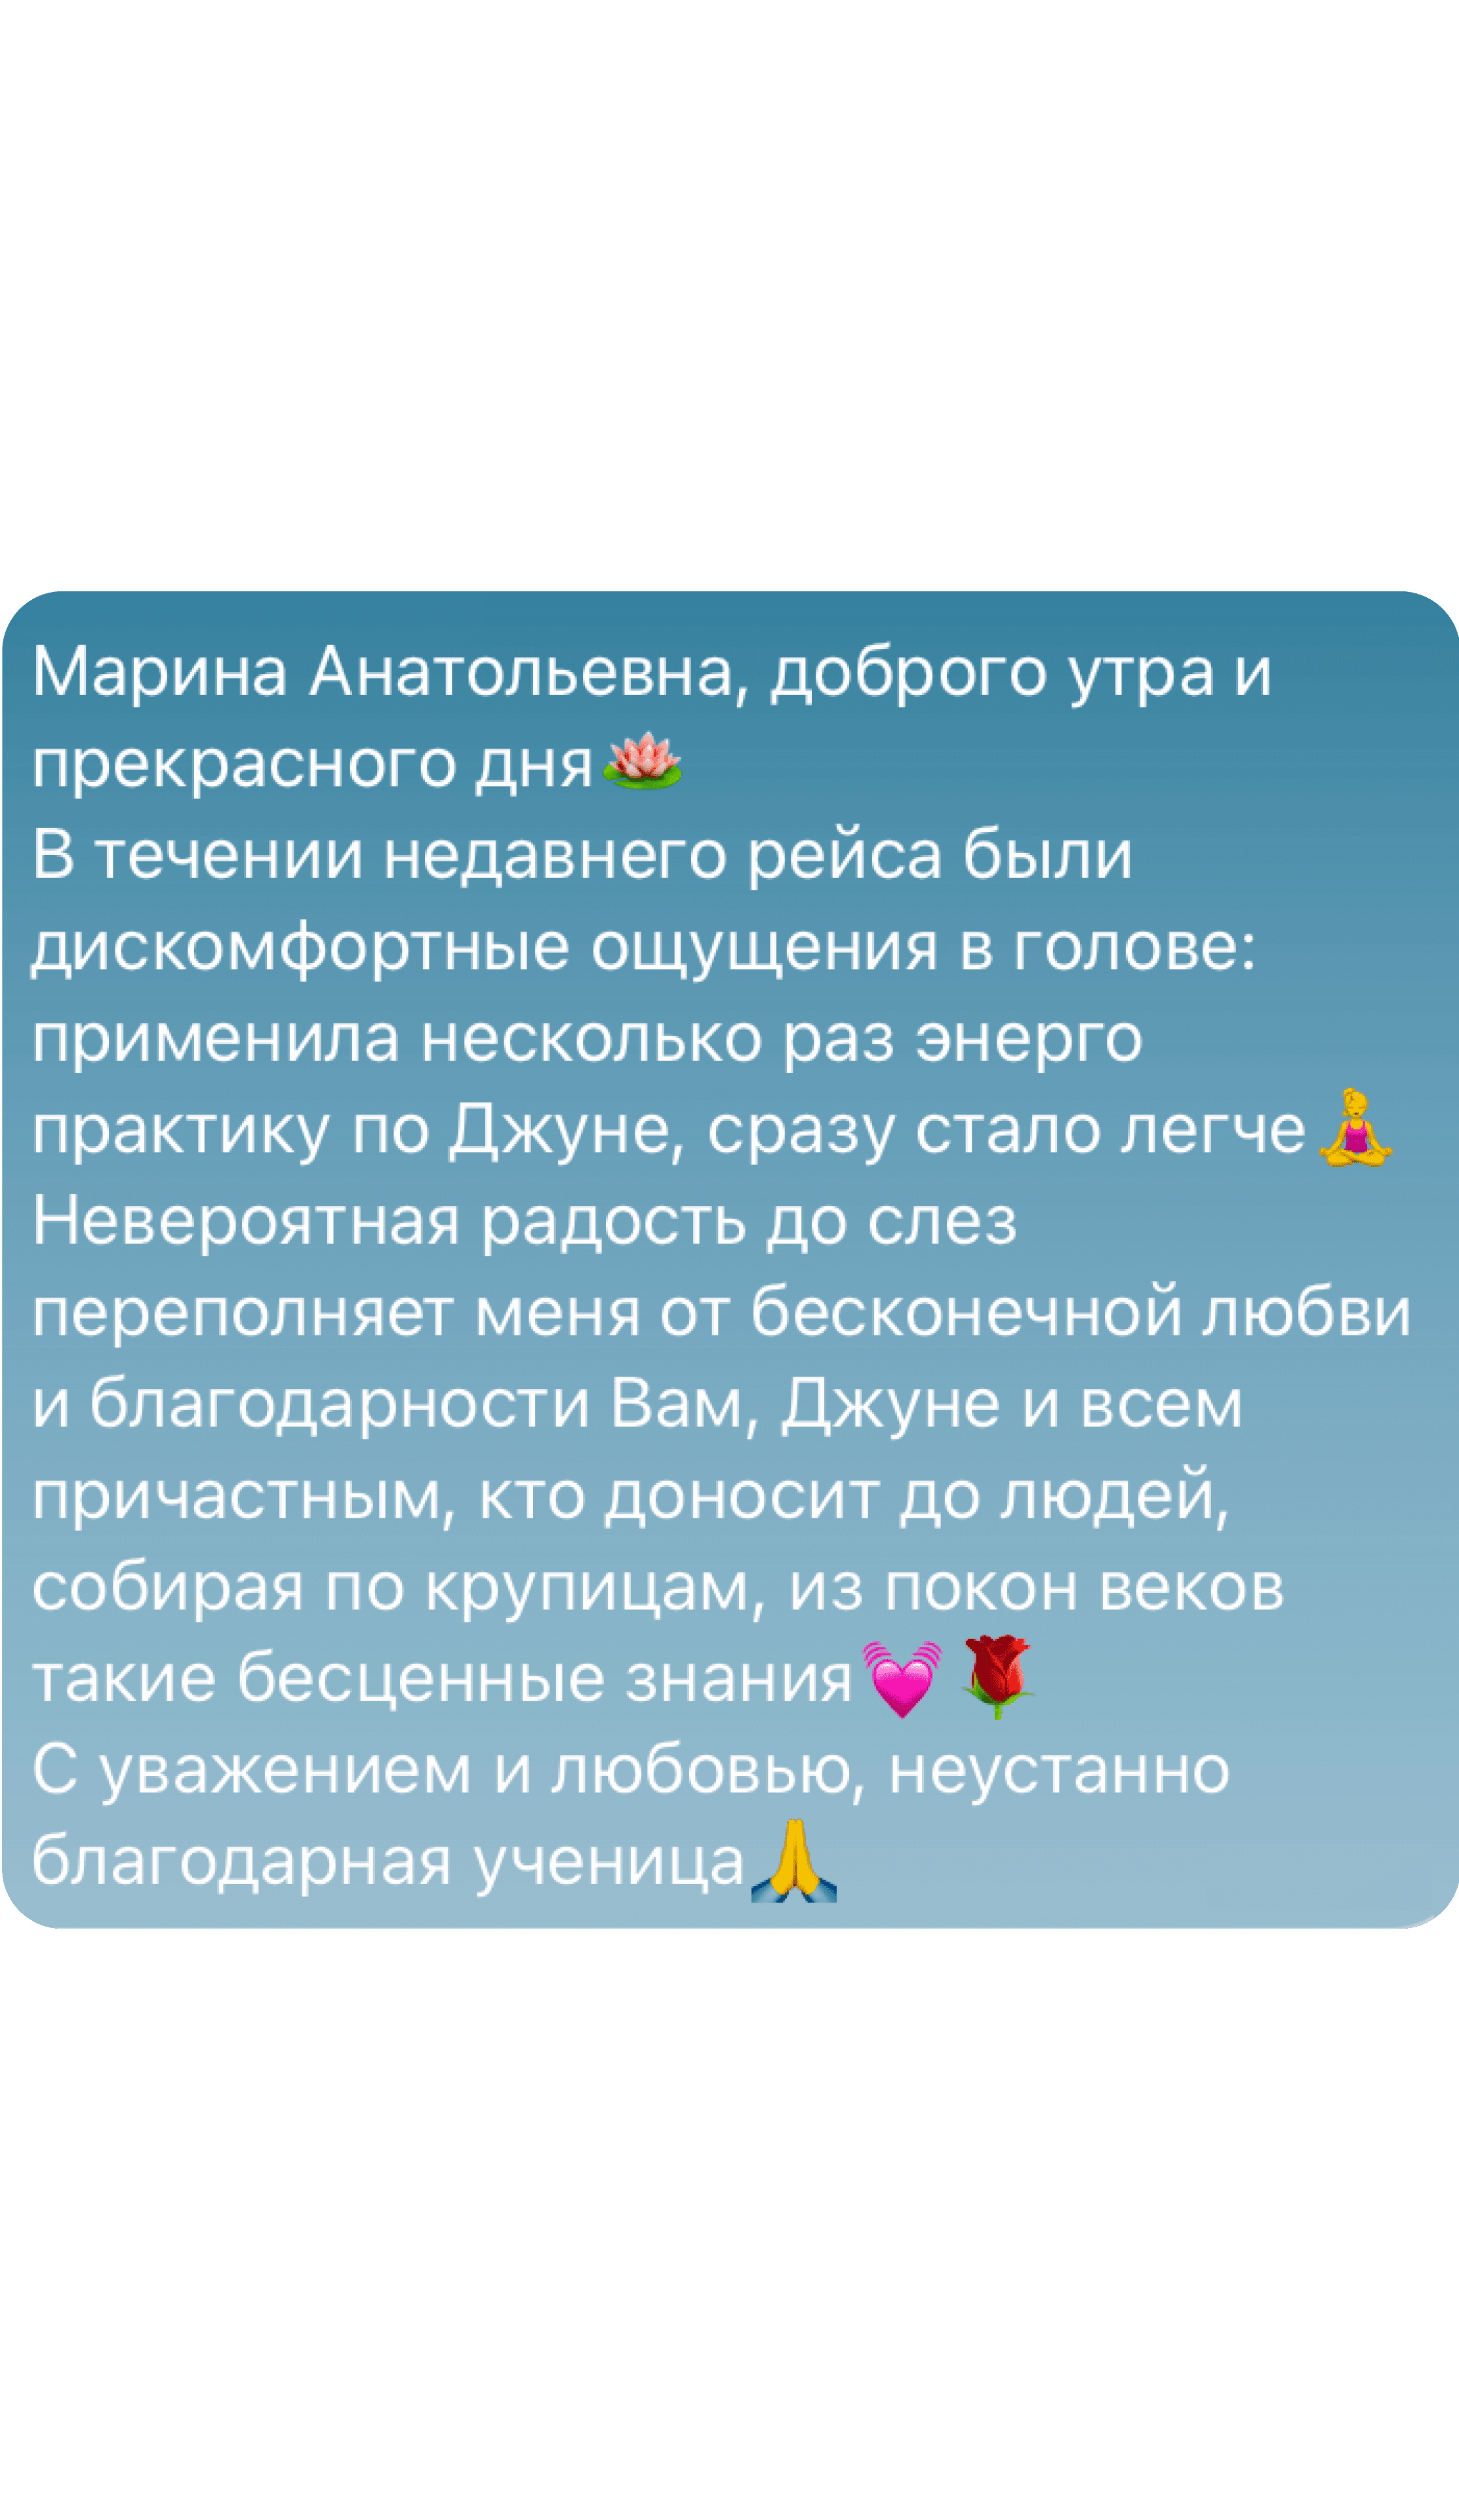 Марина Анатольевна, доброго утра и
прекрасного дня🪷
В течении недавнего рейса были
дискомфортные ощущения в голове:
применила несколько раз энерго
практику по Джуне, сразу стало легче🧘‍♀️
Невероятная радость до слез
переполняет меня от бесконечной любви
и благодарности Вам, Джуне и всем
причастным, кто доносит до людей,
собирая по крупицам, из покон веков
такие бесценные знания💓🌹
С уважением и любовью, неустанно
благодарная ученица🙏